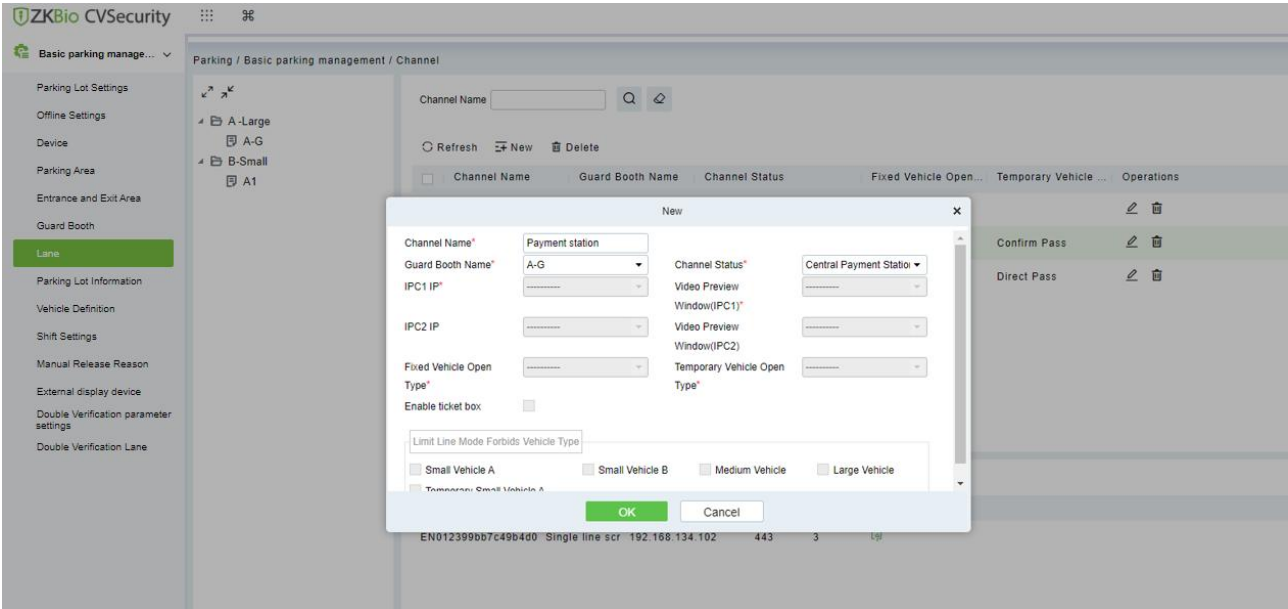 ZKBio CVSecurity
Basic parking manage...
Parking Lot Settings
Offline Settings
Device
Parking Area
Entrance and Exit Area
Guard Booth
Lane
Parking Lot Information
Vehicle Definition
Shift Settings
Manual Release Reason
External display device
Double Verification parameter
settings
Double Verification Lane
Parking / Basic parking management / Channel
A -Large
A-G
B-Small
A1
Channel Name
Refresh New Delete
Channel Name Guard Booth Name Channel Status Fixed Vehicle Open... Temporary Vehicle ... Operations
Confirm Pass
Direct Pass
New
Channel Name* Payment station
Guard Booth Name* A-G Channel Status* Central Payment Statio
IPC1 IP* ---------- Video Preview ----------
Window(IPC1)*
IPC2 IP ---------- Video Preview ----------
Window(IPC2)
Fixed Vehicle Open ---------- Temporary Vehicle Open ----------
Type* Type*
Enable ticket box
Limit Line Mode Forbids Vehicle Type
Small Vehicle A Small Vehicle B Medium Vehicle Large Vehicle
Temporary Small Vehicle A
OK Cancel
EN012399bb7c49b4d0 Single line scr 192.168.134.102 443 3